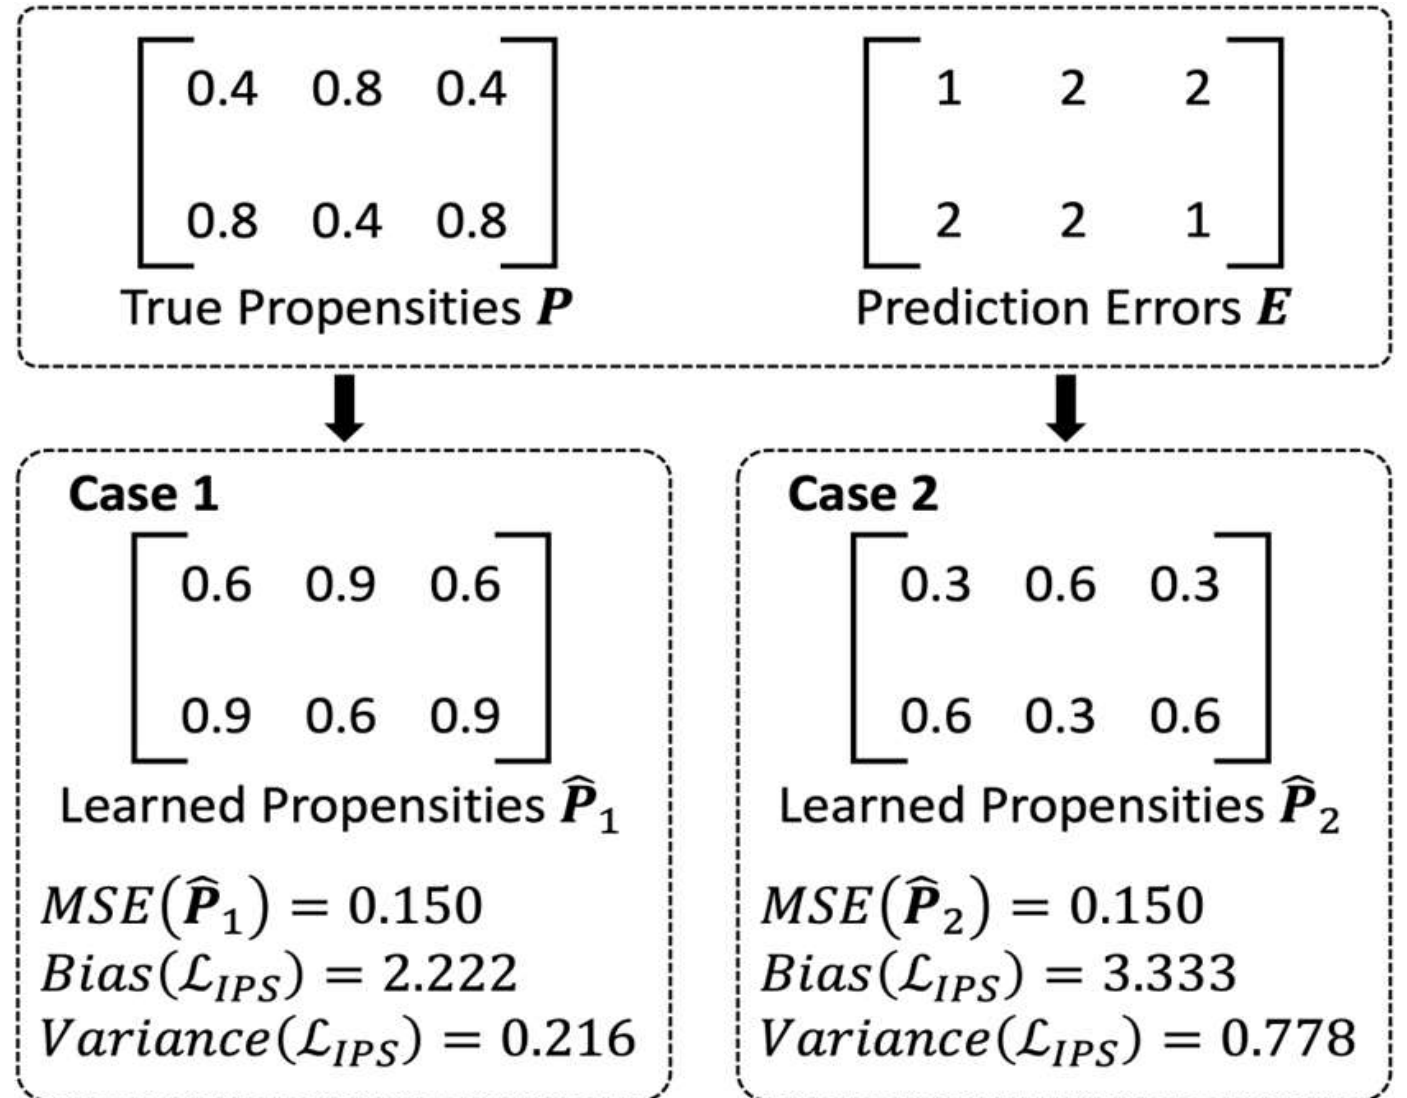 0.4 0.8 0.4 1 2 2
0.8 0.4 0.8 2 2 1
True Propensities P Prediction Errors E
Case 1
0.6 0.9 0.6
0.9 0.6 0.9
Learned Propensities P̂₁
MSE(P̂₁) = 0.150
Bias(ℒ_IPS) = 2.222
Variance(ℒ_IPS) = 0.216
Case 2
0.3 0.6 0.3
0.6 0.3 0.6
Learned Propensities P̂₂
MSE(P̂₂) = 0.150
Bias(ℒ_IPS) = 3.333
Variance(ℒ_IPS) = 0.778